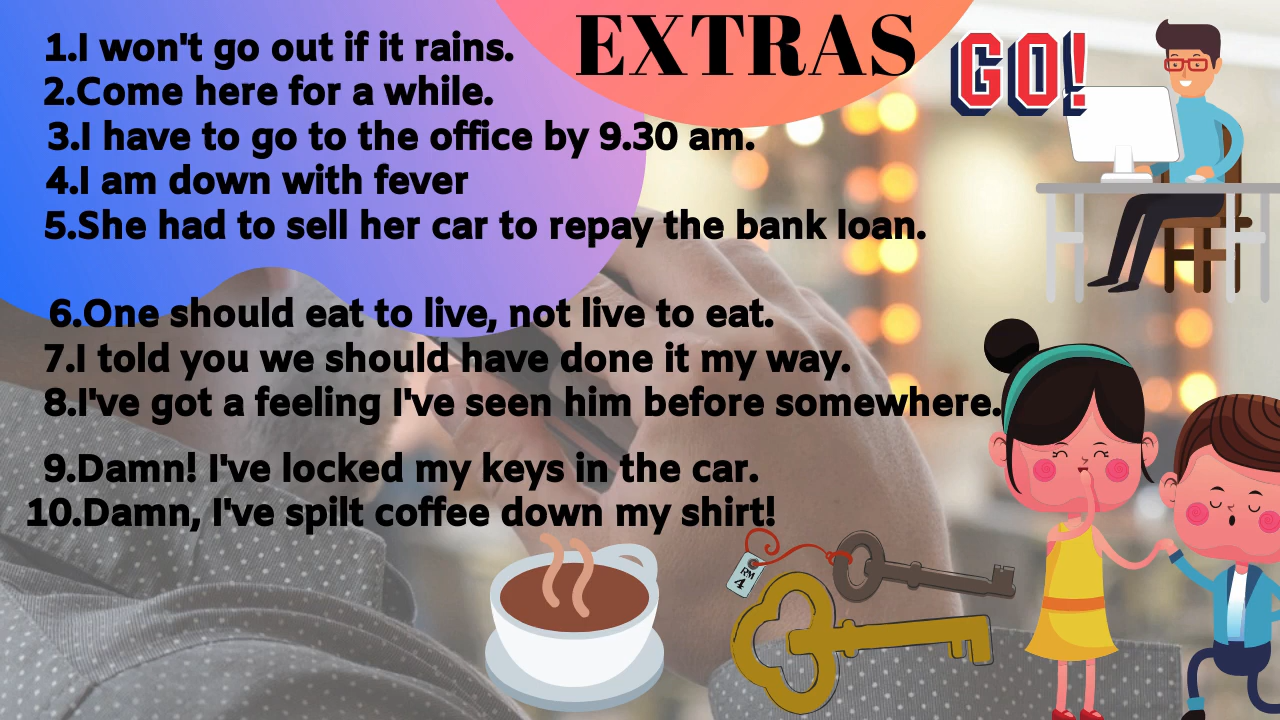 EXTRAS
GO!
1.I won't go out if it rains.
2.Come here for a while.
3.I have to go to the office by 9.30 am.
4.I am down with fever
5.She had to sell her car to repay the bank loan.
6.One should eat to live, not live to eat.
7.I told you we should have done it my way.
8.I've got a feeling I've seen him before somewhere.
9.Damn! I've locked my keys in the car.
10.Damn, I've spilt coffee down my shirt!
RM
4